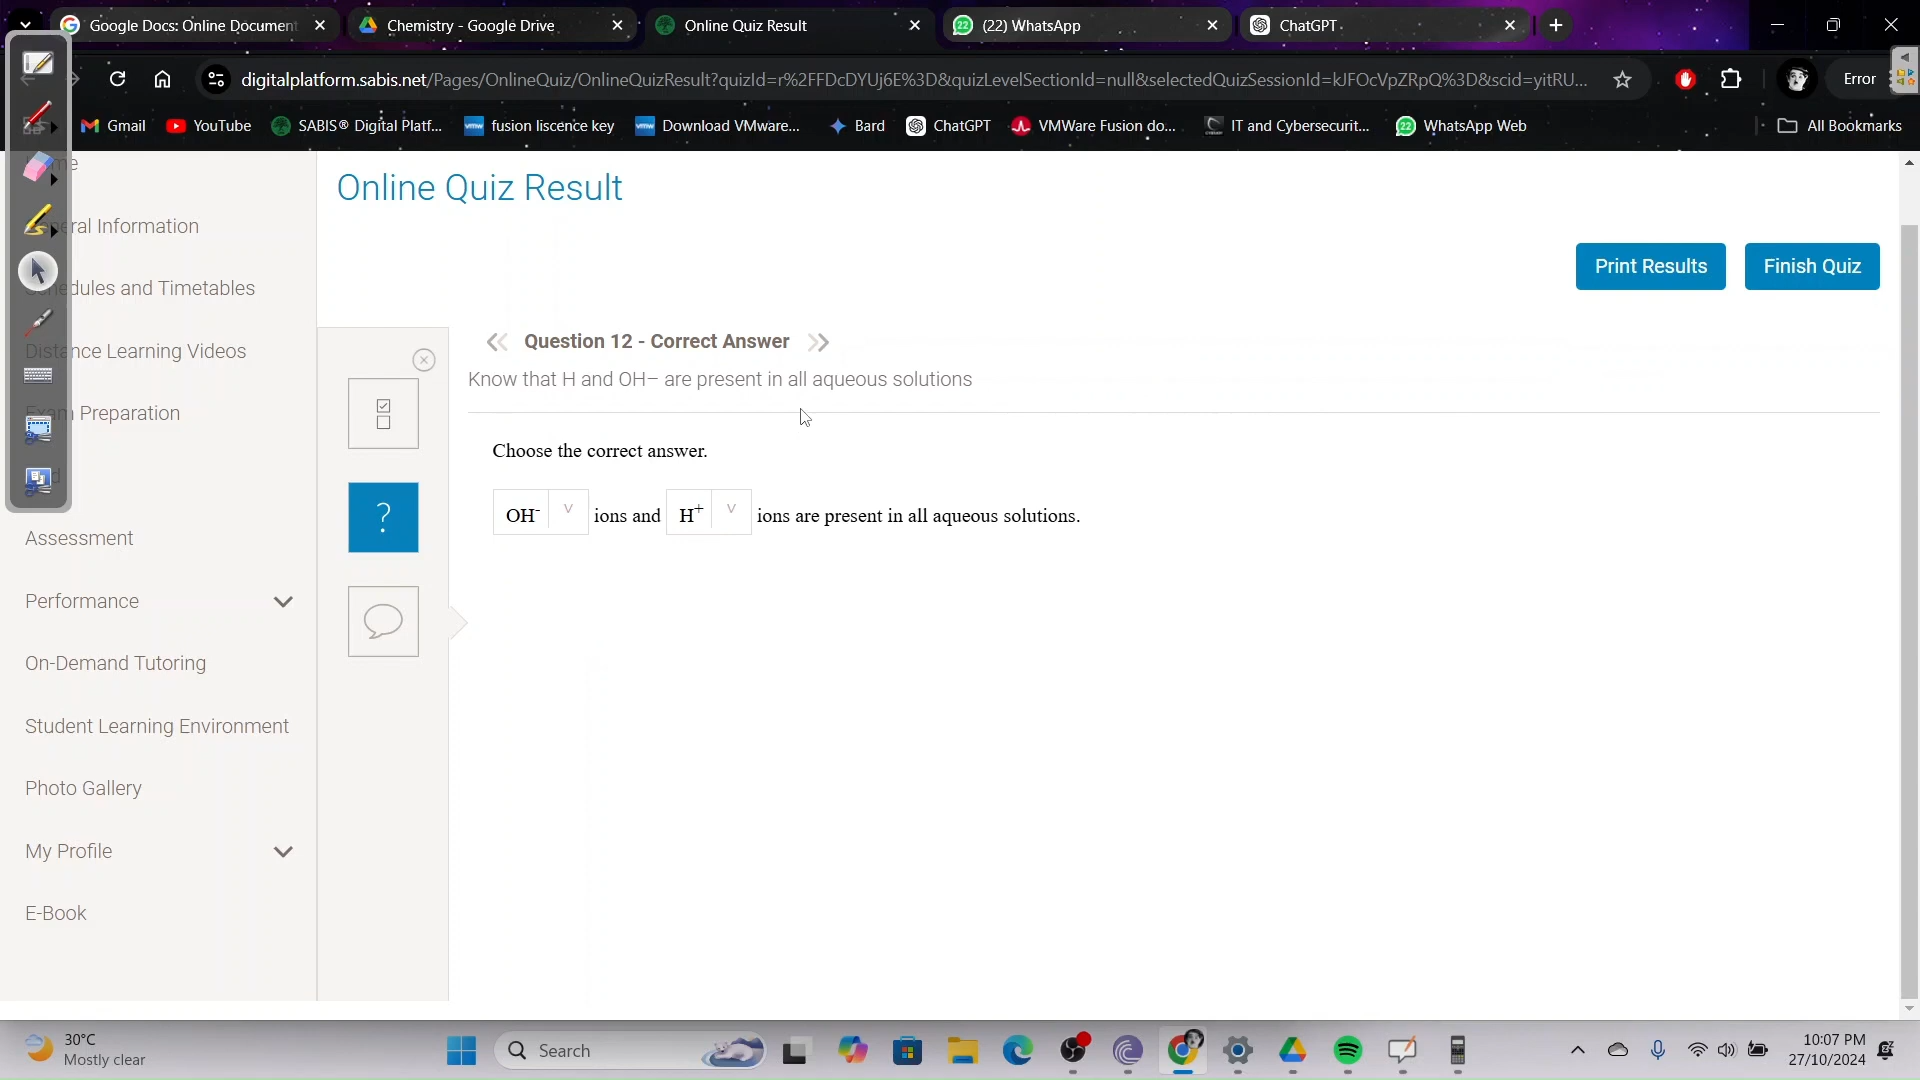 Google Docs: Online Document
Chemistry - Google Drive
Online Quiz Result
(22) WhatsApp
ChatGPT
digitalplatform.sabis.net/Pages/OnlineQuiz/OnlineQuizResult?quizId=r%2FFDcDYUj6E%3D&quizLevelSectionId=null&selectedQuizSessionId=kJFOcVpZRpQ%3D&scid=yitRU...
Error
Gmail
YouTube
SABIS® Digital Platf...
fusion liscence key
Download VMware...
Bard
ChatGPT
VMWare Fusion do...
IT and Cybersecurit...
WhatsApp Web
All Bookmarks
Online Quiz Result
eral Information
edules and Timetables
Distance Learning Videos
Exam Preparation
Assessment
Performance
On-Demand Tutoring
Student Learning Environment
Photo Gallery
My Profile
E-Book
Print Results
Finish Quiz
Question 12 - Correct Answer
Know that H and OH– are present in all aqueous solutions
Choose the correct answer.
OH⁻ ions and H⁺ ions are present in all aqueous solutions.
30°C
Mostly clear
Search
10:07 PM
27/10/2024